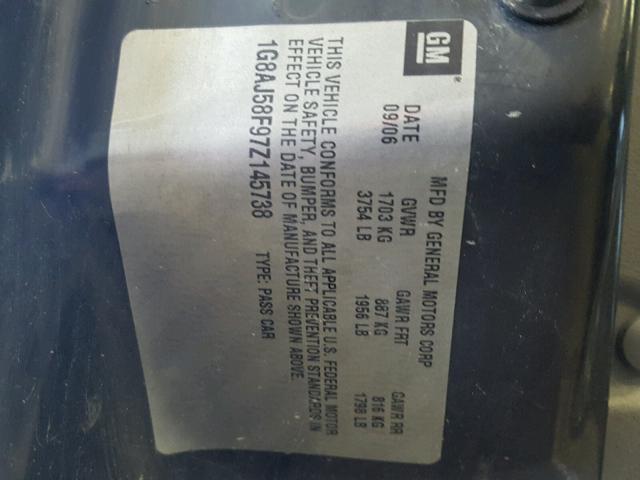 GM®
MFD BY GENERAL MOTORS CORP
DATE GVWR GAWR FRT GAWR RR
09/06 1703 KG 887 KG 816 KG
3754 LB 1956 LB 1798 LB
THIS VEHICLE CONFORMS TO ALL APPLICABLE U.S. FEDERAL MOTOR
VEHICLE SAFETY, BUMPER, AND THEFT PREVENTION STANDARDS IN
EFFECT ON THE DATE OF MANUFACTURE SHOWN ABOVE.
1G8AJ58F97Z145738 TYPE: PASS CAR